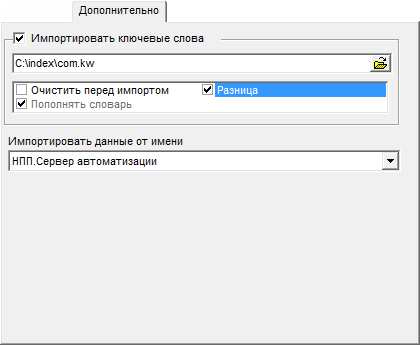 Дополнительно
Импортировать ключевые слова
C:\index\com.kw
Очистить перед импортом Разница
Пополнять словарь
Импортировать данные от имени
НПП.Сервер автоматизации